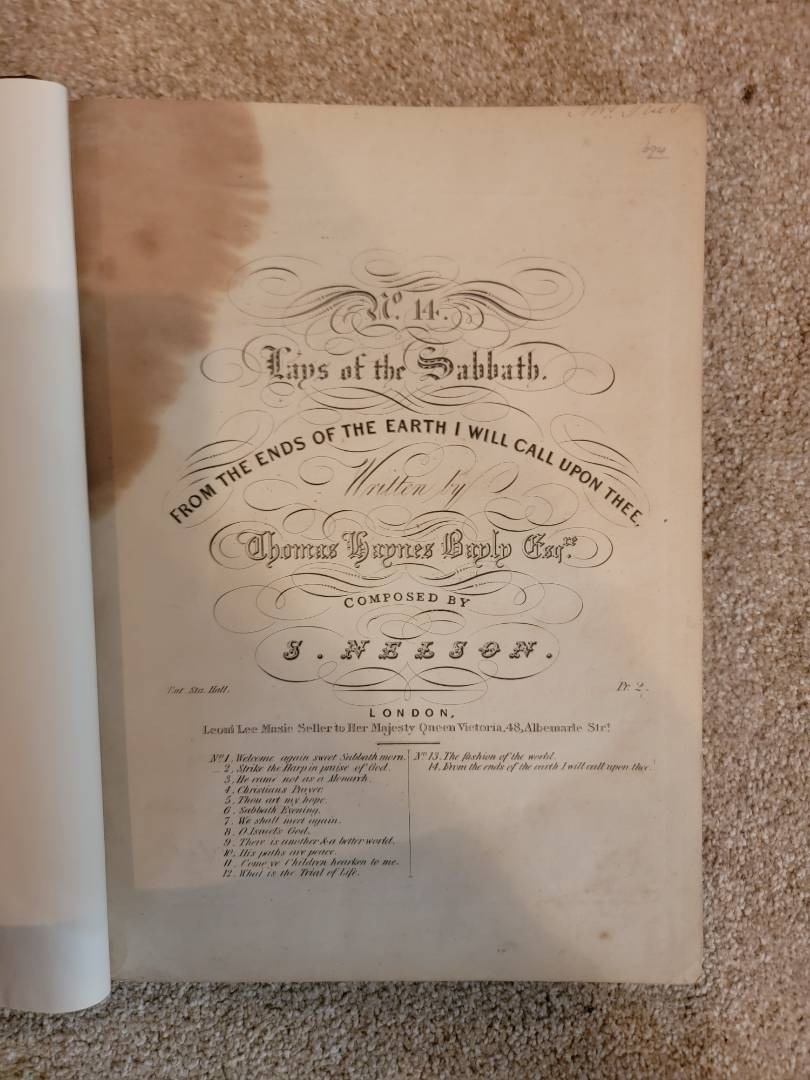 624
No. 14.
Lays of the Sabbath.
FROM THE ENDS OF THE EARTH I WILL CALL UPON THEE,
Written by
Thomas Haynes Bayly Esqre.
COMPOSED BY
S. NELSON.
Ent. Sta. Hall.
Pr. 2.
LONDON,
Leoni Lee Music Seller to Her Majesty Queen Victoria, 48, Albemarle Strt.
No. 1. Welcome again sweet Sabbath morn.
2. Strike the Harp in praise of God.
3. He came not as a Monarch.
4. Christians Prayer.
5. Thou art my hope.
6. Sabbath Evening.
7. We shall meet again.
8. O Israels God.
9. There is another & a better world.
10. His paths are peace.
11. Come ye Children hearken to me.
12. What is the Trial of Life.
No. 13. The fashion of the world.
14. From the ends of the earth I will call upon thee.